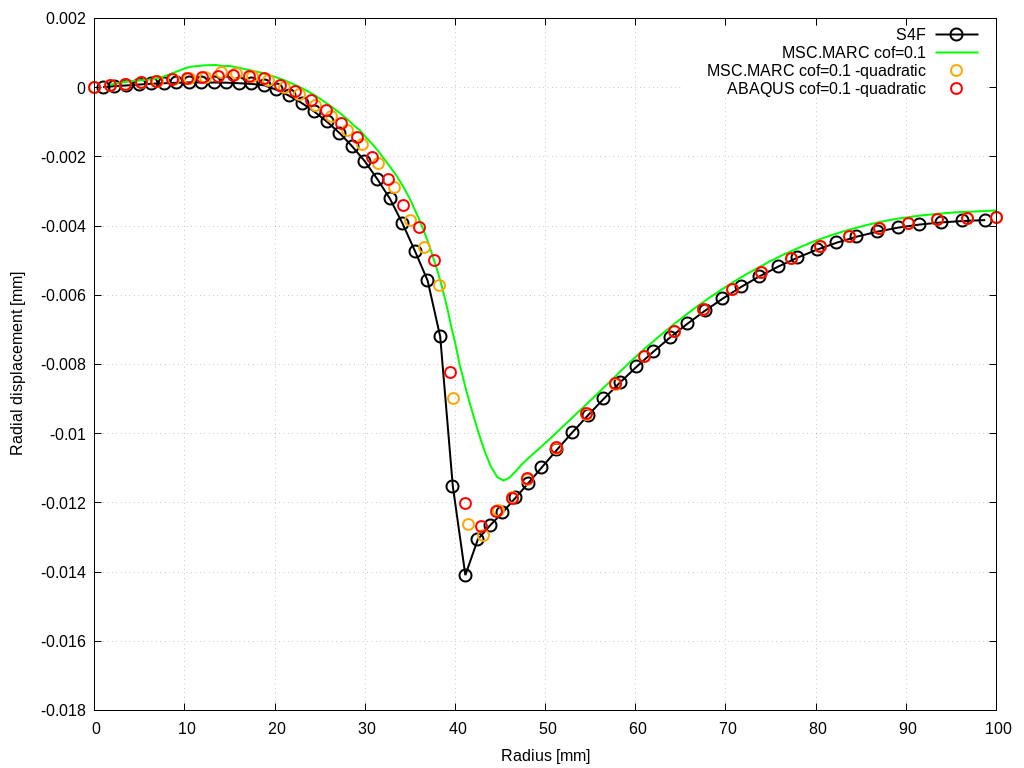 0.002
0
-0.002
-0.004
-0.006
-0.008
-0.01
-0.012
-0.014
-0.016
-0.018
0 10 20 30 40 50 60 70 80 90 100
Radial displacement [mm]
Radius [mm]
S4F
MSC.MARC cof=0.1
MSC.MARC cof=0.1 -quadratic
ABAQUS cof=0.1 -quadratic